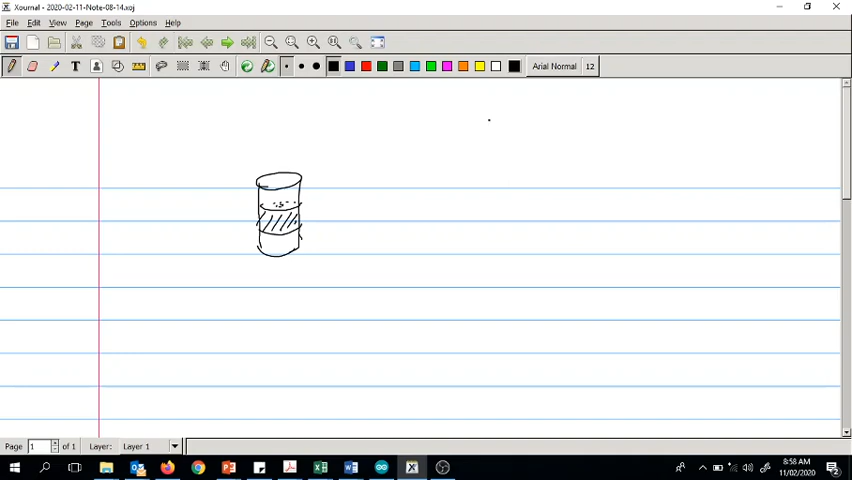 Xournal - 2020-02-11-Note-08-14.xoj
File Edit View Page Tools Options Help
Arial Normal 12
Page 1 of 1 Layer: Layer 1
8:58 AM
11/02/2020